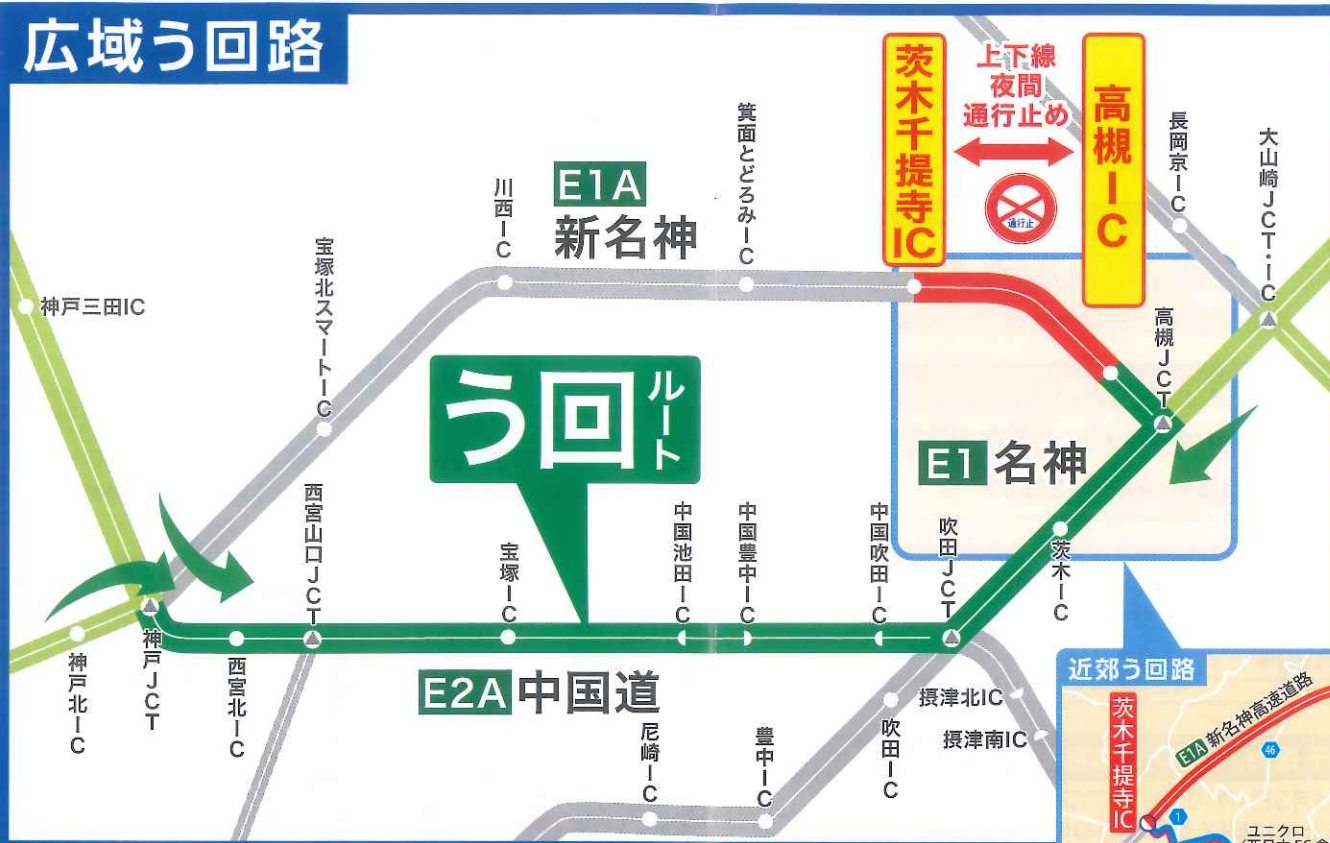 広域う回路
茨木千提寺IC
上下線
夜間
通行止め
通行止
高槻IC
長岡京IC
大山崎JCT・IC
箕面とどろみIC
E1A
新名神
川西IC
宝塚北スマートIC
神戸三田IC
高槻JCT
う回ルート
E1 名神
西宮山口JCT
宝塚IC
中国池田IC
中国豊中IC
中国吹田IC
吹田JCT
茨木IC
神戸北IC
神戸JCT
西宮北IC
E2A 中国道
尼崎IC
豊中IC
吹田IC
摂津北IC
摂津南IC
近郊う回路
茨木千提寺IC
E1A 新名神高速道路
46
1
ユニクロ